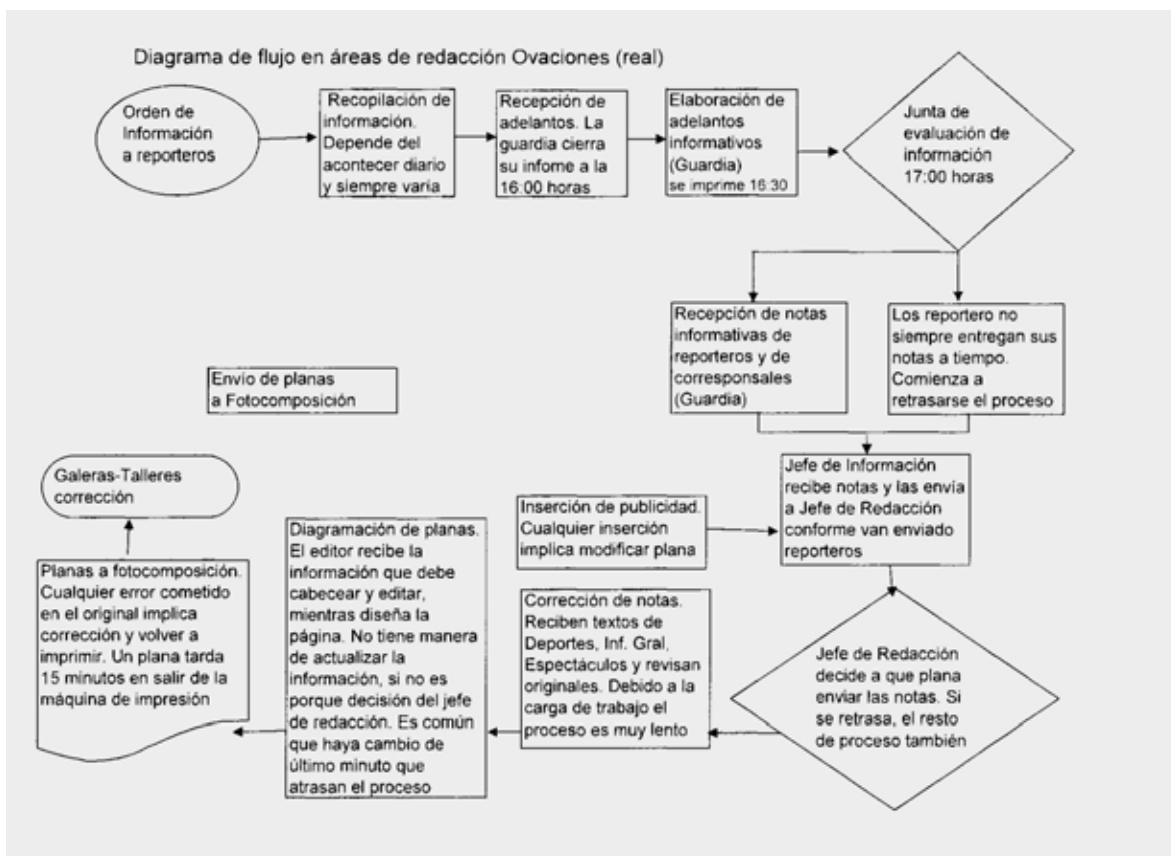 Diagrama de flujo en áreas de redacción Ovaciones (real)
Orden de
Información
a reporteros
Recopilación de
información.
Depende del
acontecer diario
y siempre varía
Recepción de
adelantos. La
guardia cierra
su infome a la
16:00 horas
Elaboración de
adelantos
informativos
(Guardia)
se imprime 16:30
Junta de
evaluación de
información
17:00 horas
Recepción de notas
informativas de
reporteros y de
corresponsales
(Guardia)
Los reportero no
siempre entregan sus
notas a tiempo.
Comienza a
retrasarse el proceso
Jefe de Información
recibe notas y las envía
a Jefe de Redacción
conforme van enviado
reporteros
Inserción de publicidad.
Cualquier inserción
implica modificar plana
Jefe de Redacción
decide a que plana
enviar las notas. Si
se retrasa, el resto
de proceso también
Corrección de notas.
Reciben textos de
Deportes, Inf. Gral,
Espectáculos y revisan
originales. Debido a la
carga de trabajo el
proceso es muy lento
Diagramación de planas.
El editor recibe la
información que debe
cabecear y editar,
mientras diseña la
página. No tiene manera
de actualizar la
información, si no es
porque decisión del jefe
de redacción. Es común
que haya cambio de
último minuto que
atrasan el proceso
Envío de planas
a Fotocomposición
Planas a fotocomposición.
Cualquier error cometido
en el original implica
corrección y volver a
imprimir. Un plana tarda
15 minutos en salir de la
máquina de impresión
Galeras-Talleres
corrección